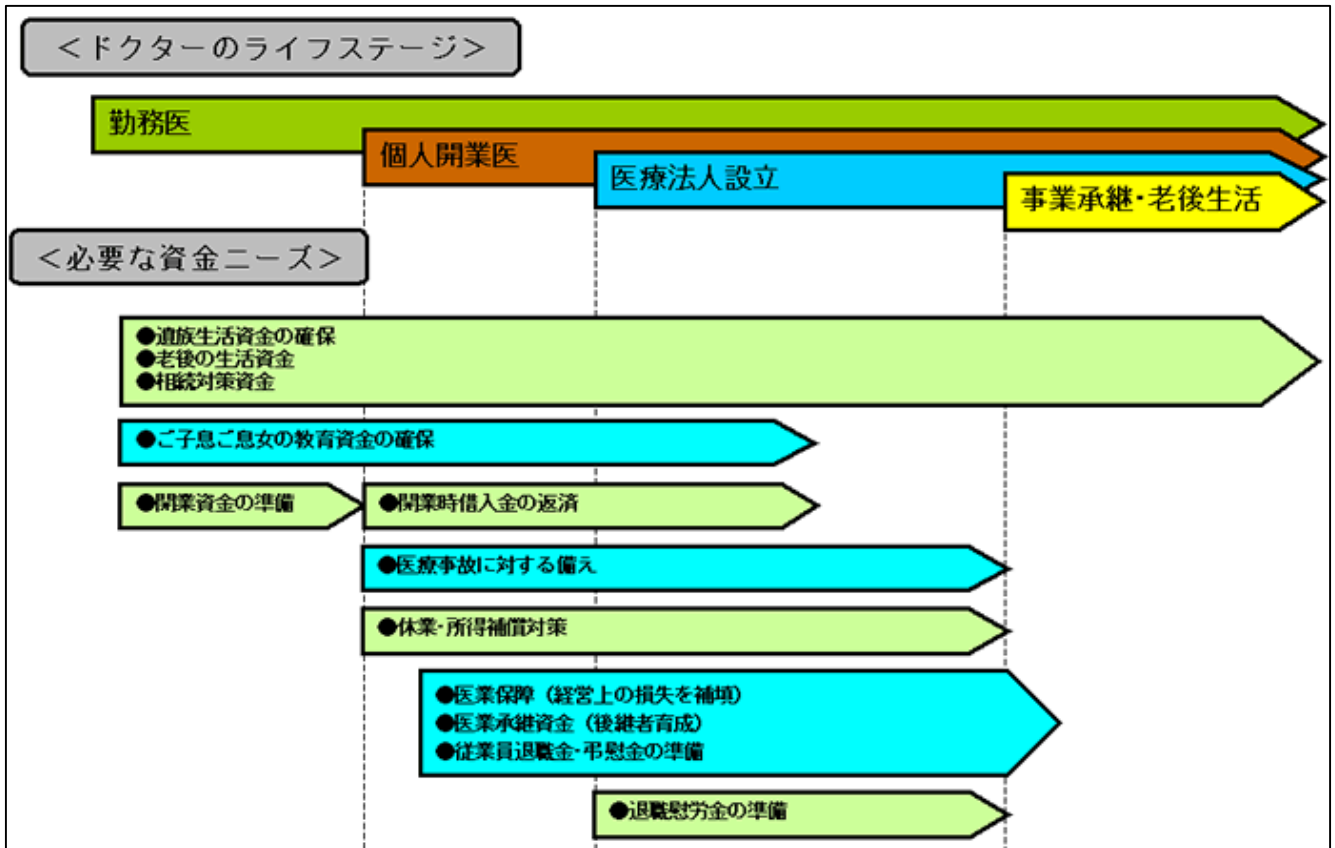 ＜ドクターのライフステージ＞
勤務医
個人開業医
医療法人設立
事業承継・老後生活
＜必要な資金ニーズ＞
●遺族生活資金の確保
●老後の生活資金
●相続対策資金
●ご子息ご息女の教育資金の確保
●開業資金の準備
●開業時借入金の返済
●医療事故に対する備え
●休業・所得補償対策
●医業保障（経営上の損失を補填）
●医業承継資金（後継者育成）
●従業員退職金・弔慰金の準備
●退職慰労金の準備